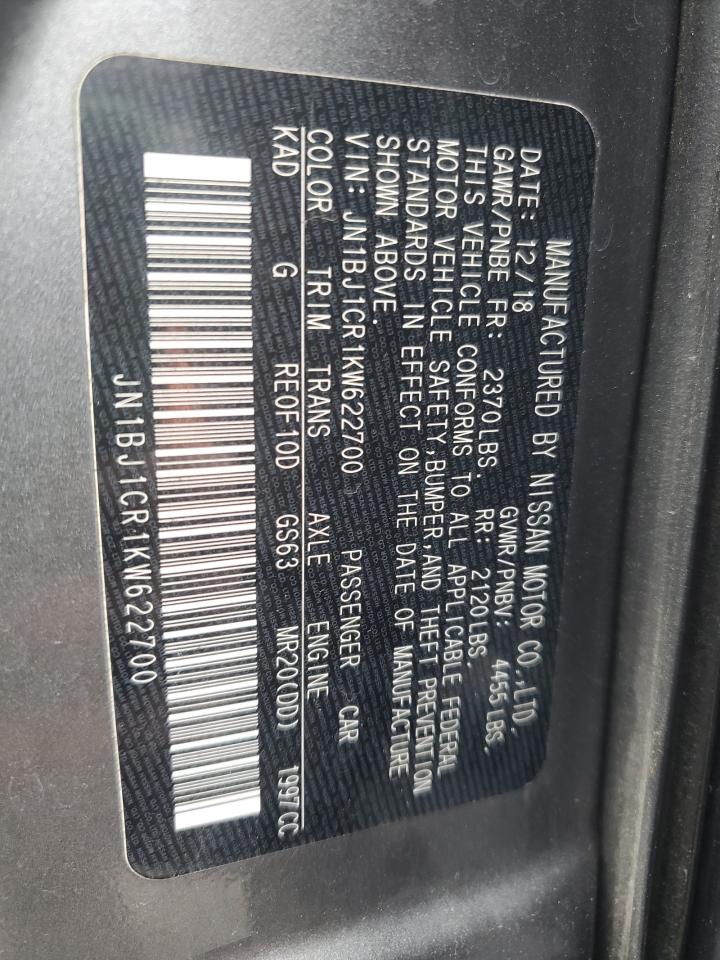 MANUFACTURED BY NISSAN MOTOR CO.,LTD.
DATE: 12/18 GVWR/PNBV: 4455 LBS.
GAWR/PNBE FR: 2370LBS. RR: 2120LBS.
THIS VEHICLE CONFORMS TO ALL APPLICABLE FEDERAL
MOTOR VEHICLE SAFETY,BUMPER,AND THEFT PREVENTION
STANDARDS IN EFFECT ON THE DATE OF MANUFACTURE
SHOWN ABOVE.
VIN: JN1BJ1CR1KW622700 PASSENGER CAR
COLOR TRIM TRANS AXLE ENGINE
KAD G REOF10D GS63 MR20(DD) 1997CC
JN1BJ1CR1KW622700